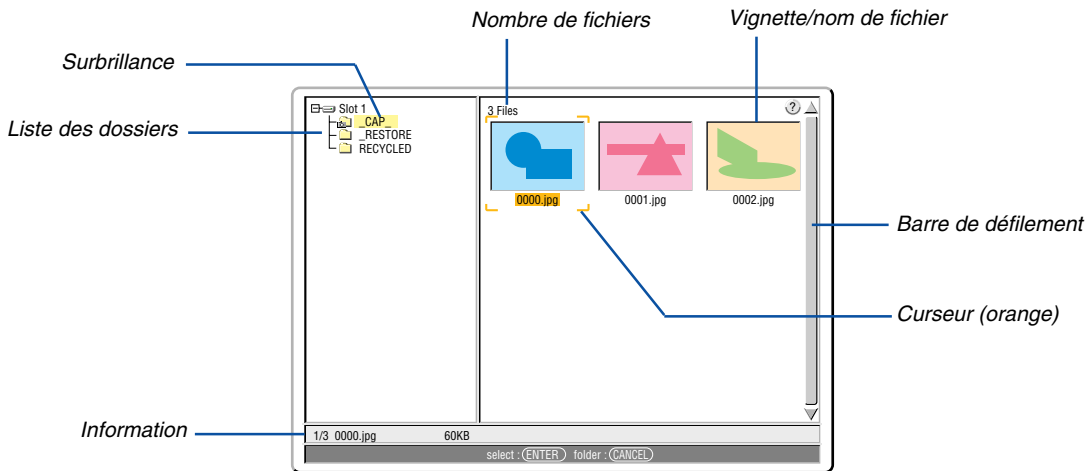 Nombre de fichiers
Vignette/nom de fichier
Surbrillance
Liste des dossiers
Slot 1
_CAP_
_RESTORE
RECYCLED
3 Files
?
0000.jpg
0001.jpg
0002.jpg
Barre de défilement
Curseur (orange)
Information
1/3 0000.jpg 60KB
select : ENTER folder : CANCEL